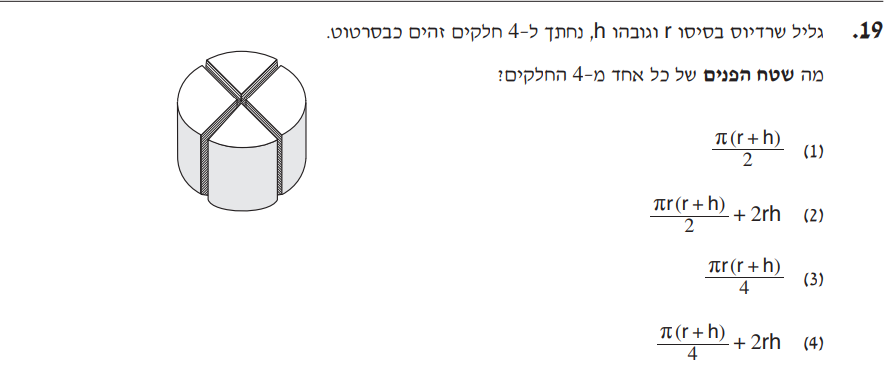 19. גליל שרדיוס בסיסו r וגובהו h, נחתך ל-4 חלקים זהים כבסרטוט.
מה שטח הפנים של כל אחד מ-4 החלקים?
(1) π(r + h)/2
(2) πr(r + h)/2 + 2rh
(3) πr(r + h)/4
(4) π(r + h)/4 + 2rh